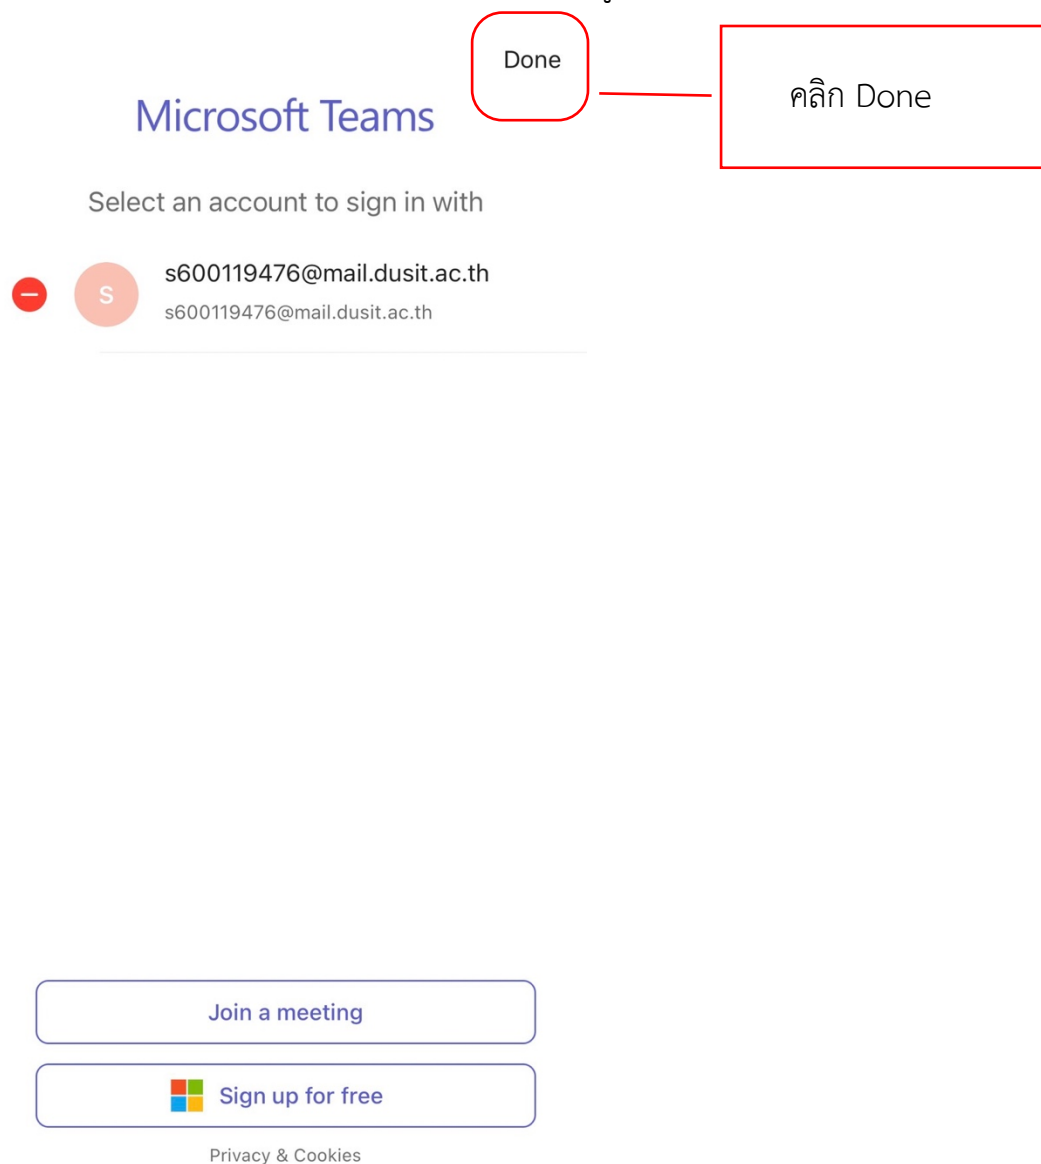 Done
คลิก Done
Microsoft Teams
Select an account to sign in with
S
s600119476@mail.dusit.ac.th
s600119476@mail.dusit.ac.th
Join a meeting
Sign up for free
Privacy & Cookies